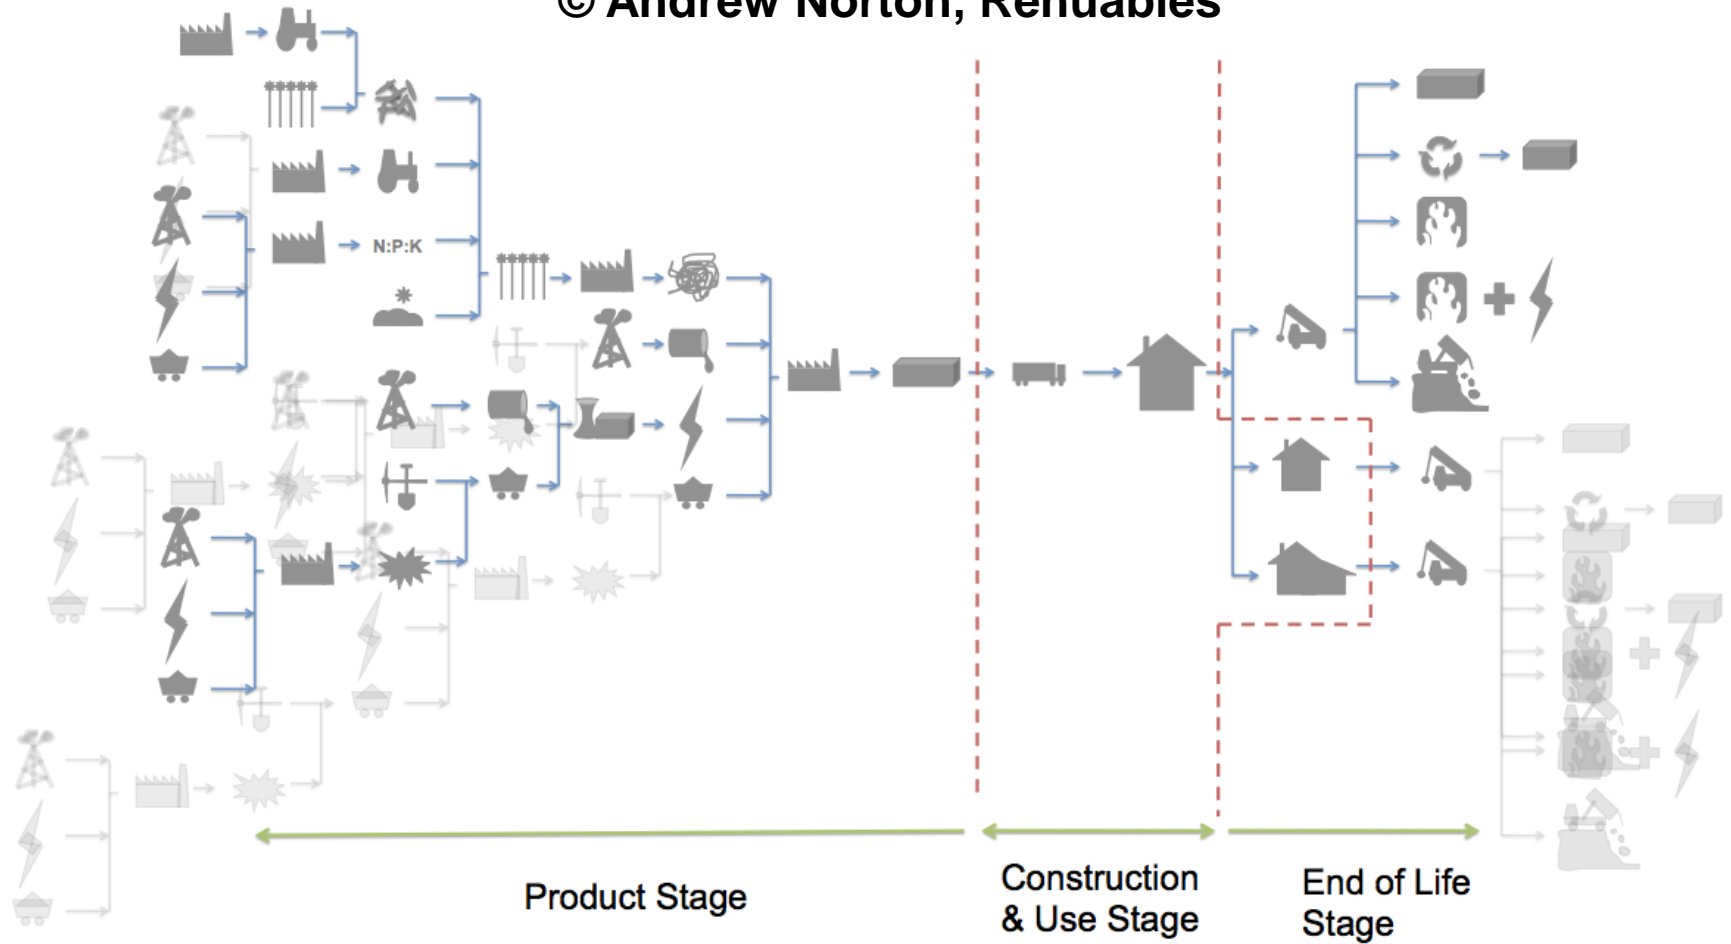 © Andrew Norton, Renuables
N:P:K
Product Stage
Construction
& Use Stage
End of Life
Stage